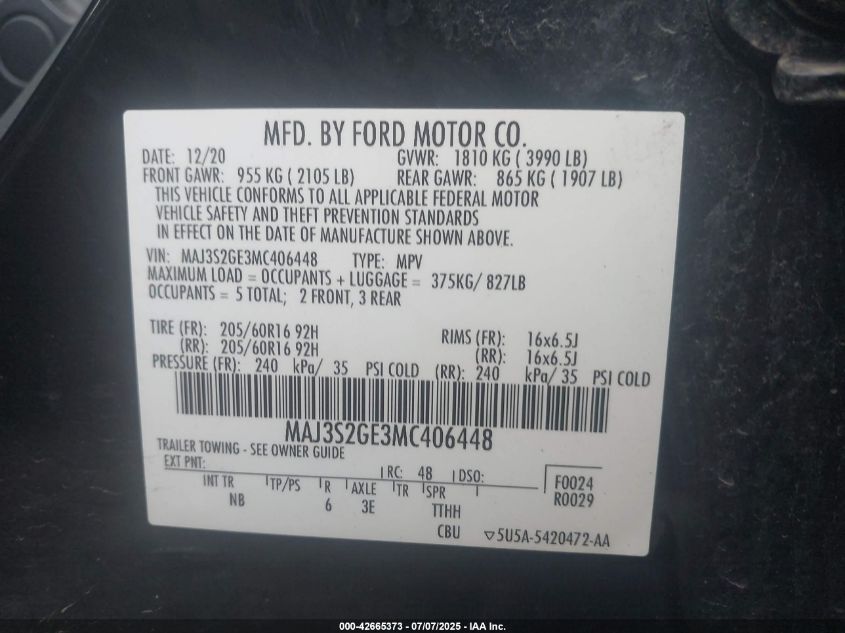 MFD. BY FORD MOTOR CO.
DATE: 12/20 GVWR: 1810 KG ( 3990 LB)
FRONT GAWR: 955 KG ( 2105 LB) REAR GAWR: 865 KG ( 1907 LB)
THIS VEHICLE CONFORMS TO ALL APPLICABLE FEDERAL MOTOR
VEHICLE SAFETY AND THEFT PREVENTION STANDARDS
IN EFFECT ON THE DATE OF MANUFACTURE SHOWN ABOVE.
VIN: MAJ3S2GE3MC406448 TYPE: MPV
MAXIMUM LOAD = OCCUPANTS + LUGGAGE = 375KG/ 827LB
OCCUPANTS = 5 TOTAL; 2 FRONT, 3 REAR
TIRE (FR): 205/60R16 92H RIMS (FR): 16x6.5J
(RR): 205/60R16 92H (RR): 16x6.5J
PRESSURE (FR): 240 kPa/ 35 PSI COLD (RR): 240 kPa/ 35 PSI COLD
MAJ3S2GE3MC406448
TRAILER TOWING - SEE OWNER GUIDE
EXT PNT: RC: 48 DSO: F0024
INT TR TP/PS R AXLE TR SPR R0029
NB 6 3E TTHH
CBU 5U5A-5420472-AA
000-42665373 - 07/07/2025 - IAA Inc.